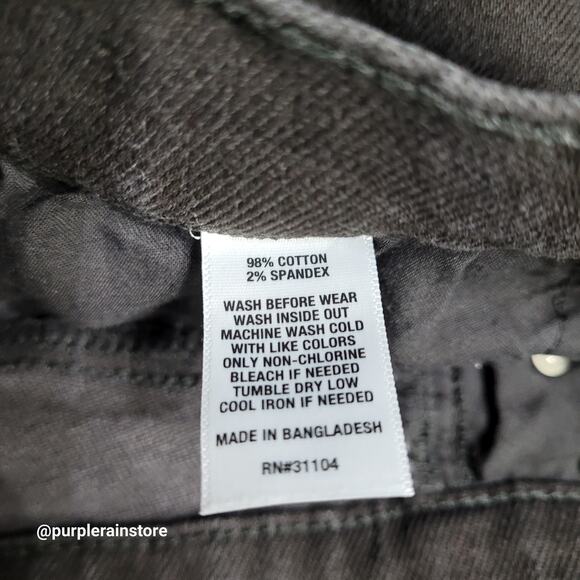 98% COTTON
2% SPANDEX
WASH BEFORE WEAR
WASH INSIDE OUT
MACHINE WASH COLD
WITH LIKE COLORS
ONLY NON-CHLORINE
BLEACH IF NEEDED
TUMBLE DRY LOW
COOL IRON IF NEEDED
MADE IN BANGLADESH
RN#31104
@purplerainstore